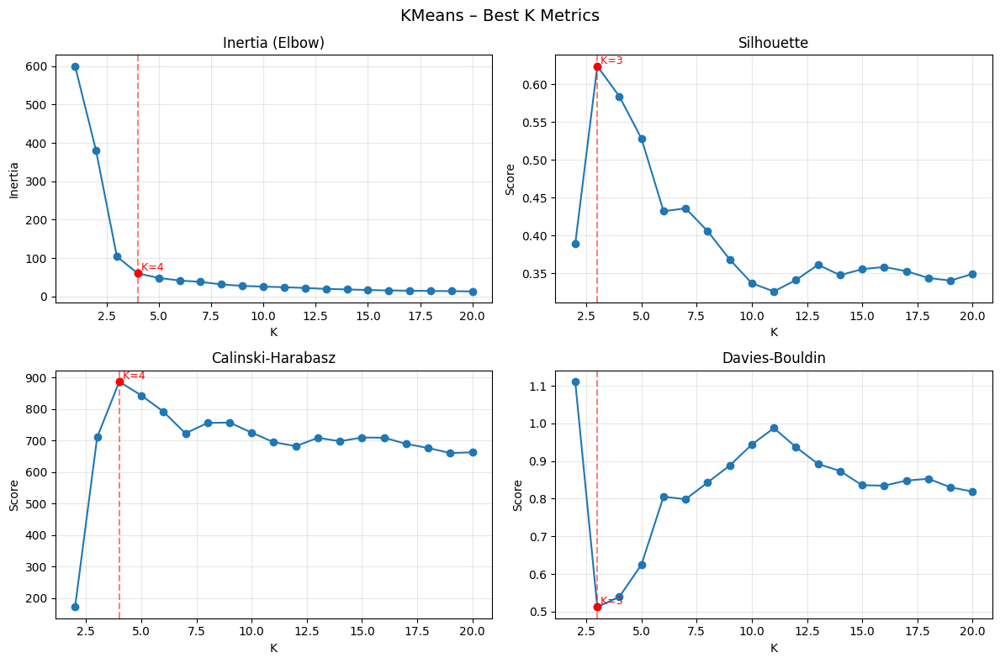 KMeans – Best K Metrics
Inertia (Elbow)
600
500
400
300
200
100
0
Inertia
K=4
2.5 5.0 7.5 10.0 12.5 15.0 17.5 20.0
K
Silhouette
0.60
0.55
0.50
0.45
0.40
0.35
Score
K=3
2.5 5.0 7.5 10.0 12.5 15.0 17.5 20.0
K
Calinski-Harabasz
900
800
700
600
500
400
300
200
Score
K=4
2.5 5.0 7.5 10.0 12.5 15.0 17.5 20.0
K
Davies-Bouldin
1.1
1.0
0.9
0.8
0.7
0.6
0.5
Score
K=3
2.5 5.0 7.5 10.0 12.5 15.0 17.5 20.0
K